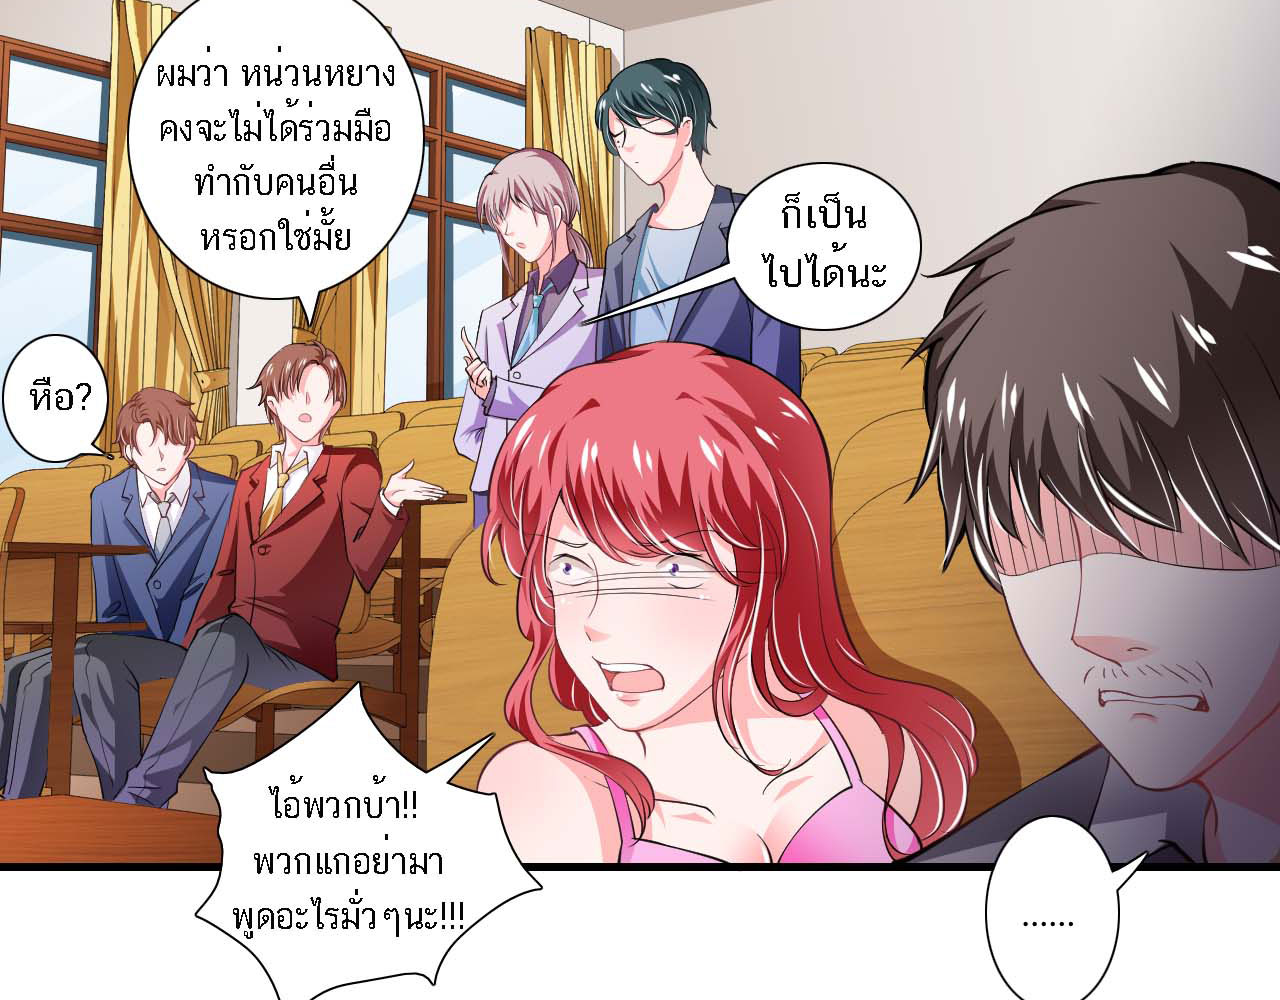 ผมว่า หน่วนหยาง
คงจะไม่ได้ร่วมมือ
ทำกับคนอื่น
หรอกใช่มั้ย
ก็เป็น
ไปได้นะ
หือ?
ไอ้พวกบ้า!!
พวกแกอย่ามา
พูดอะไรมั่วๆนะ!!!
......